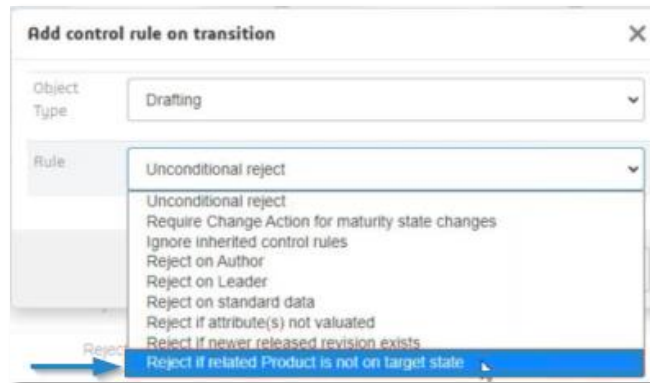 Add control rule on transition
Object
Type
Drafting
Rule
Unconditional reject
Unconditional reject
Require Change Action for maturity state changes
Ignore inherited control rules
Reject on Author
Reject on Leader
Reject on standard data
Reject if attribute(s) not valuated
Reject if newer released revision exists
Reject if related Product is not on target state